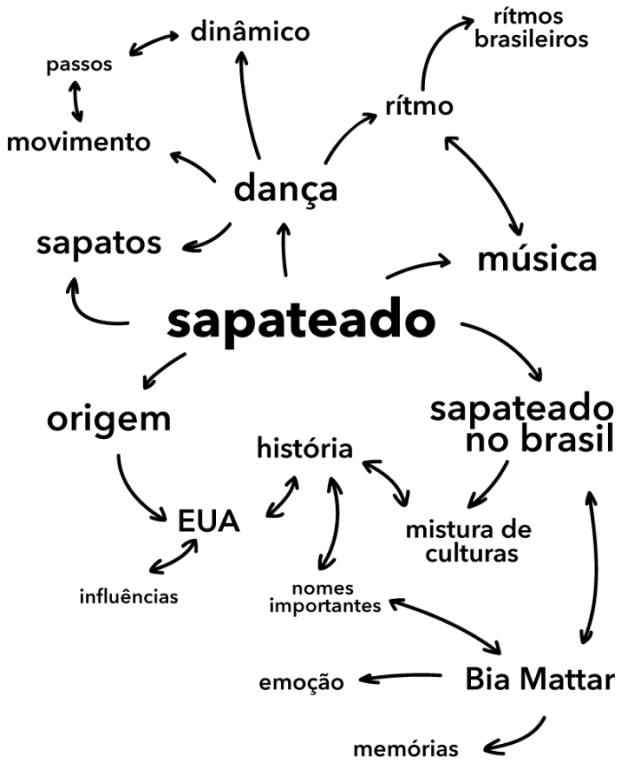 rítmos
brasileiros
dinâmico
passos
rítmo
movimento
dança
sapatos
música
sapateado
origem
sapateado
no brasil
história
EUA
mistura de
culturas
influências
nomes
importantes
emoção
Bia Mattar
memórias